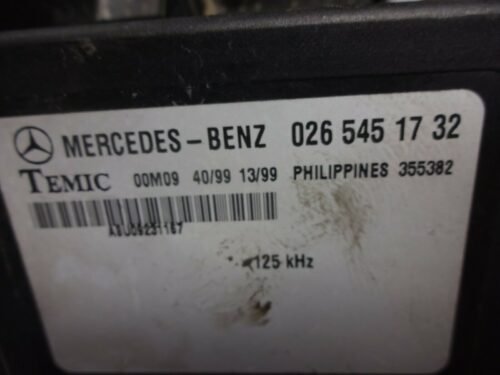 MERCEDES-BENZ 026 545 17 32
TEMIC 00M09 40/99 13/99 PHILIPPINES 355382
125 kHz